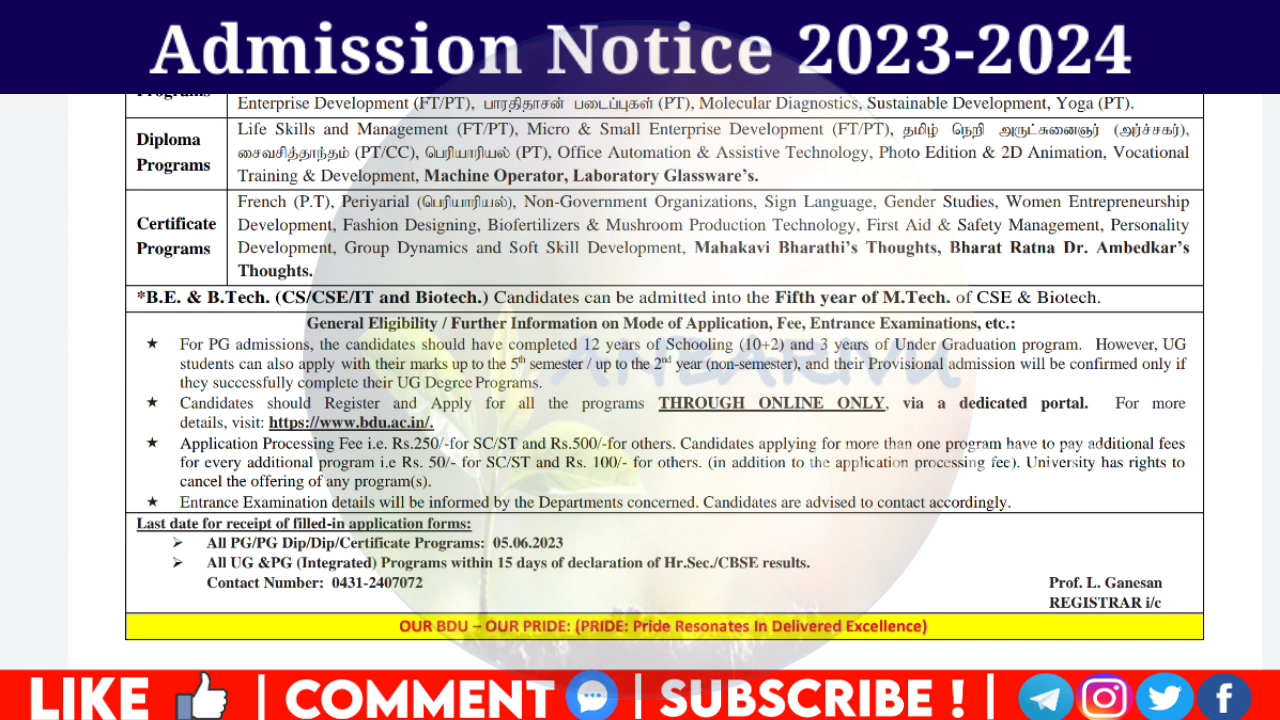 Admission Notice 2023-2024
Programs
Enterprise Development (FT/PT), பாரதிதாசன் படைப்புகள் (PT), Molecular Diagnostics, Sustainable Development, Yoga (PT).
Diploma Programs
Life Skills and Management (FT/PT), Micro & Small Enterprise Development (FT/PT), தமிழ் நெறி அருட்சுனைஞர் (அர்ச்சகர்),
சைவசித்தாந்தம் (PT/CC), பெரியாரியல் (PT), Office Automation & Assistive Technology, Photo Edition & 2D Animation, Vocational
Training & Development, Machine Operator, Laboratory Glassware's.
Certificate Programs
French (P.T), Periyarial (பெரியாரியல்), Non-Government Organizations, Sign Language, Gender Studies, Women Entrepreneurship
Development, Fashion Designing, Biofertilizers & Mushroom Production Technology, First Aid & Safety Management, Personality
Development, Group Dynamics and Soft Skill Development, Mahakavi Bharathi's Thoughts, Bharat Ratna Dr. Ambedkar's
Thoughts.
*B.E. & B.Tech. (CS/CSE/IT and Biotech.) Candidates can be admitted into the Fifth year of M.Tech. of CSE & Biotech.
General Eligibility / Further Information on Mode of Application, Fee, Entrance Examinations, etc.:
★ For PG admissions, the candidates should have completed 12 years of Schooling (10+2) and 3 years of Under Graduation program. However, UG
students can also apply with their marks up to the 5th semester / up to the 2nd year (non-semester), and their Provisional admission will be confirmed only if
they successfully complete their UG Degree Programs.
★ Candidates should Register and Apply for all the programs THROUGH ONLINE ONLY, via a dedicated portal. For more
details, visit: https://www.bdu.ac.in/.
★ Application Processing Fee i.e. Rs.250/-for SC/ST and Rs.500/-for others. Candidates applying for more than one program have to pay additional fees
for every additional program i.e Rs. 50/- for SC/ST and Rs. 100/- for others. (in addition to the application processing fee). University has rights to
cancel the offering of any program(s).
★ Entrance Examination details will be informed by the Departments concerned. Candidates are advised to contact accordingly.
Last date for receipt of filled-in application forms:
➢ All PG/PG Dip/Dip/Certificate Programs: 05.06.2023
➢ All UG &PG (Integrated) Programs within 15 days of declaration of Hr.Sec./CBSE results.
Contact Number: 0431-2407072
Prof. L. Ganesan
REGISTRAR i/c
OUR BDU – OUR PRIDE: (PRIDE: Pride Resonates In Delivered Excellence)
ANBARIVU
LIKE | COMMENT | SUBSCRIBE ! |